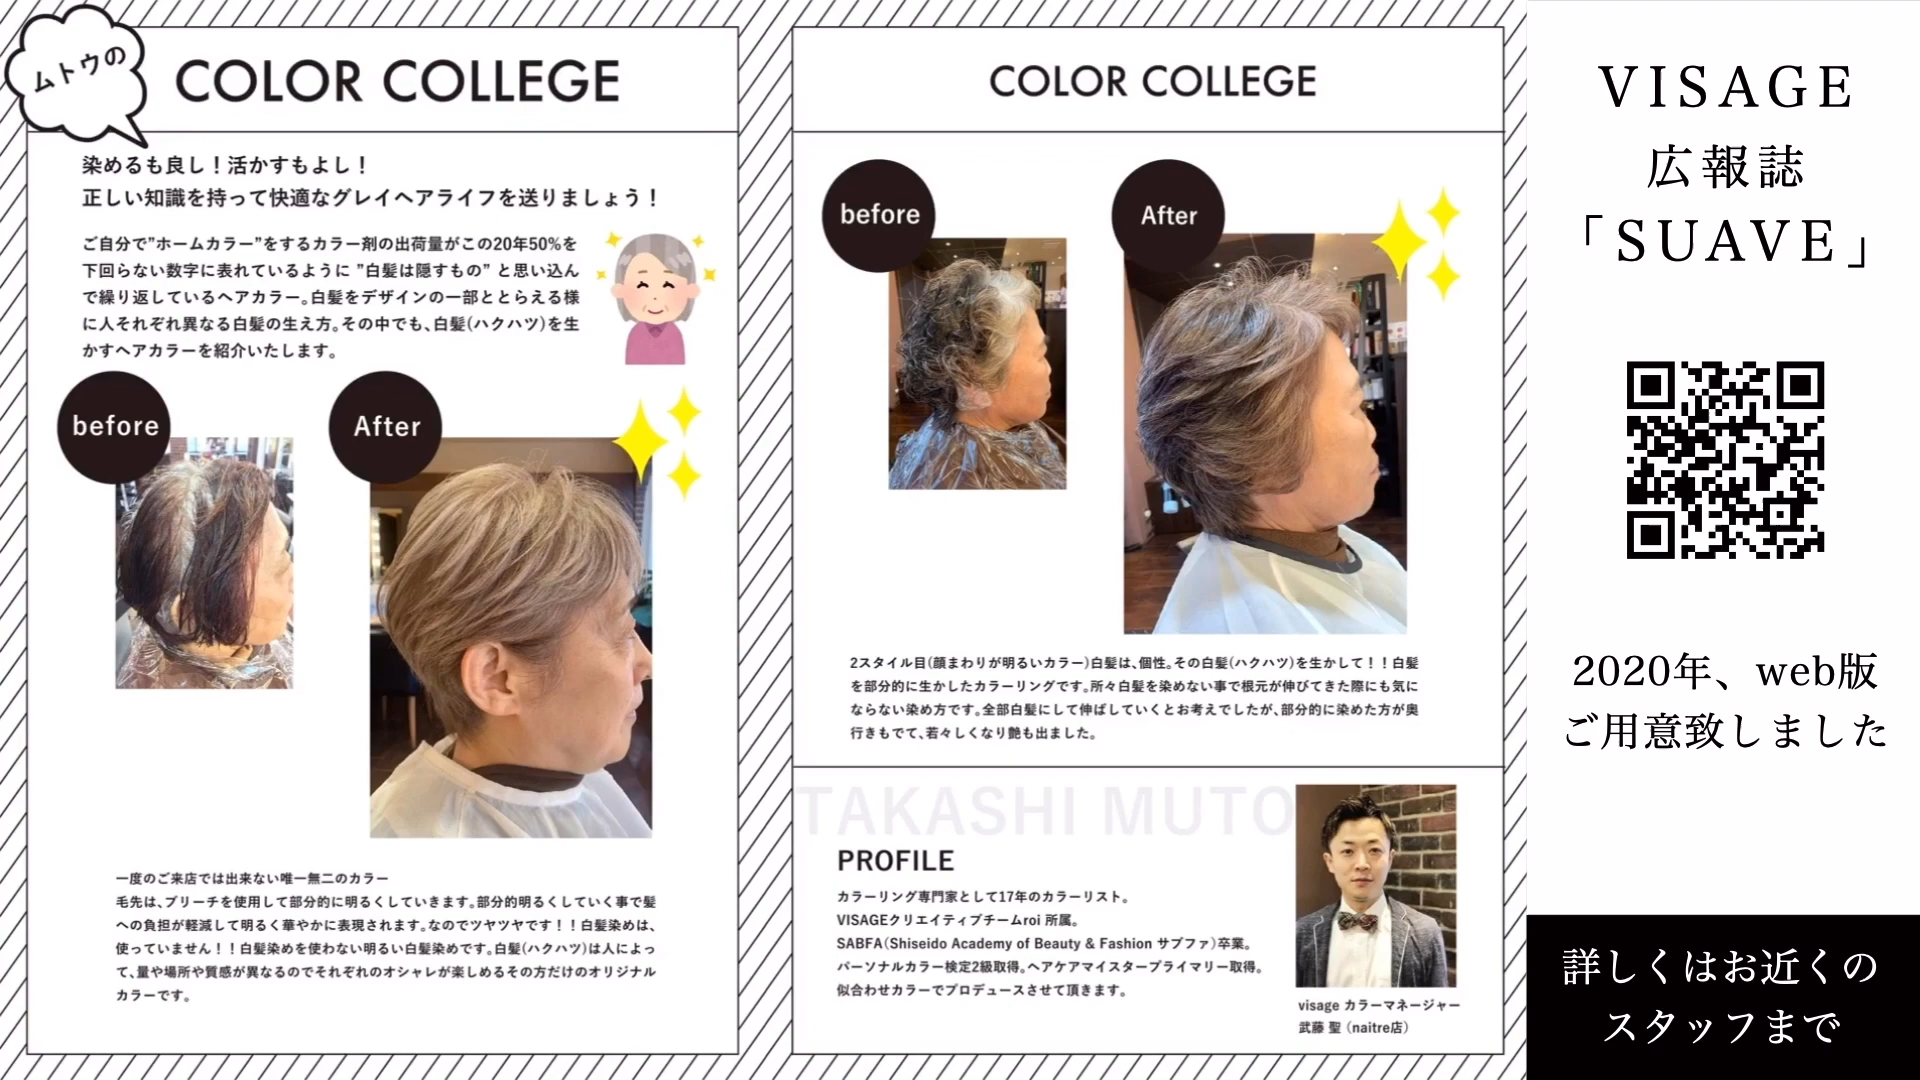 ムトウの
COLOR COLLEGE
染めるも良し！活かすもよし！
正しい知識を持って快適なグレイヘアライフを送りましょう！
ご自分で”ホームカラー”をするカラー剤の出荷量がこの20年50%を
下回らない数字に表れているように ”白髪は隠すもの” と思い込ん
で繰り返しているヘアカラー。白髪をデザインの一部ととらえる様
に人それぞれ異なる白髪の生え方。その中でも、白髪(ハクハツ)を生
かすヘアカラーを紹介いたします。
before
After
一度のご来店では出来ない唯一無二のカラー
毛先は、ブリーチを使用して部分的に明るくしていきます。部分的明るくしていく事で髪
への負担が軽減して明るく華やかに表現されます。なのでツヤツヤです！！白髪染めは、
使っていません！！白髪染めを使わない明るい白髪染めです。白髪(ハクハツ)は人によっ
て、量や場所や質感が異なるのでそれぞれのオシャレが楽しめるその方だけのオリジナル
カラーです。
COLOR COLLEGE
before
After
2スタイル目(顔まわりが明るいカラー)白髪は、個性。その白髪(ハクハツ)を生かして！！白髪
を部分的に生かしたカラーリングです。所々白髪を染めない事で根元が伸びてきた際にも気に
ならない染め方です。全部白髪にして伸ばしていくとお考えでしたが、部分的に染めた方が奥
行きもでて、若々しくなり艶も出ました。
TAKASHI MUTO
PROFILE
カラーリング専門家として17年のカラーリスト。
VISAGEクリエイティブチームroi 所属。
SABFA(Shiseido Academy of Beauty & Fashion サブファ)卒業。
パーソナルカラー検定2級取得。ヘアケアマイスタープライマリー取得。
似合わせカラーでプロデュースさせて頂きます。
visage カラーマネージャー
武藤 聖 (naitre店)
VISAGE
広報誌
「SUAVE」
2020年、web版
ご用意致しました
詳しくはお近くの
スタッフまで